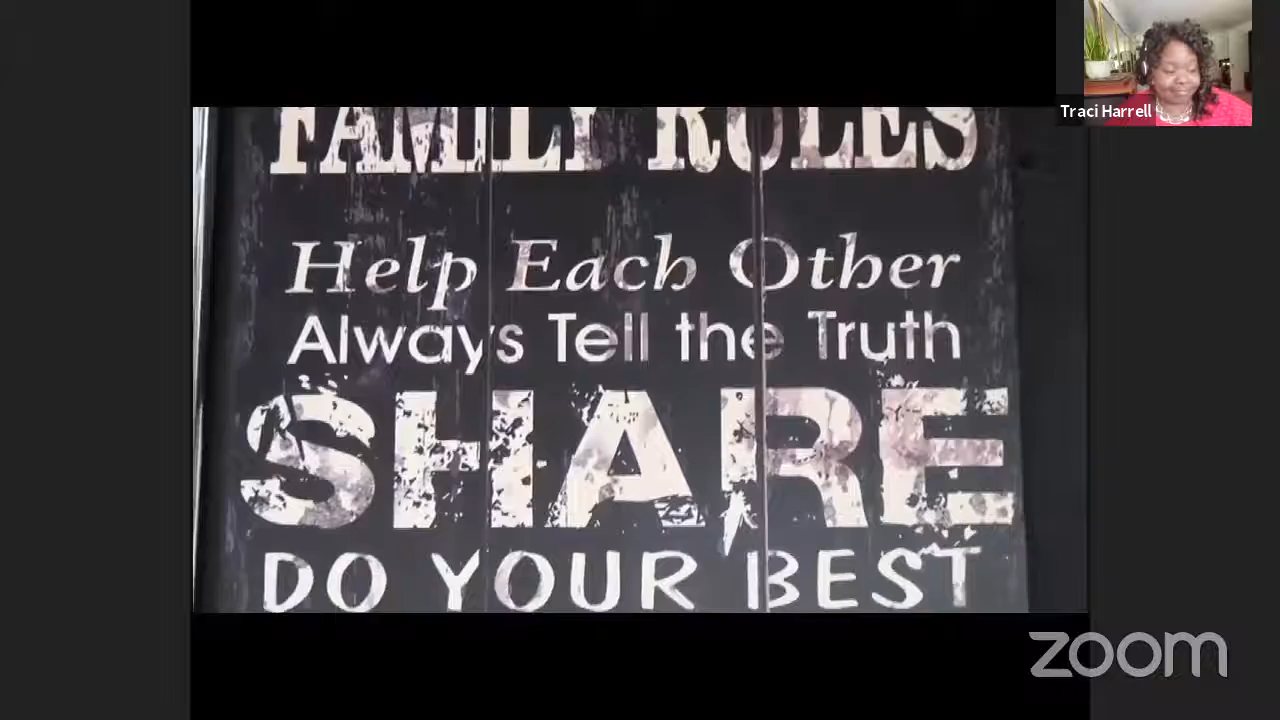 Traci Harrell
FAMILY RULES
Help Each Other
Always Tell the Truth
SHARE
DO YOUR BEST
zoom